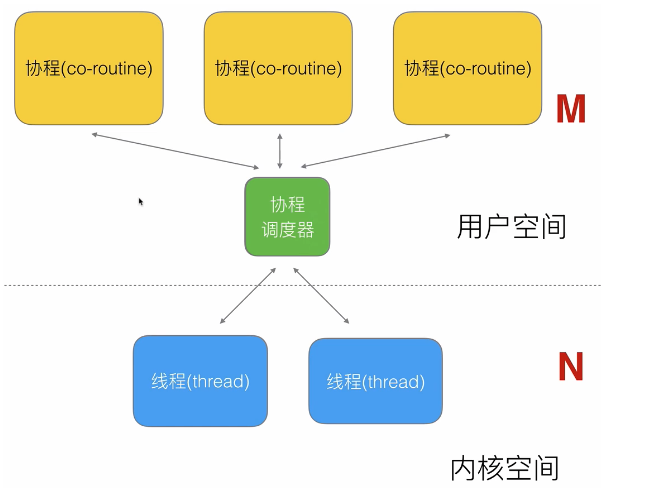 协程(co-routine)
协程(co-routine)
协程(co-routine)
M
协程
调度器
用户空间
线程(thread)
线程(thread)
N
内核空间